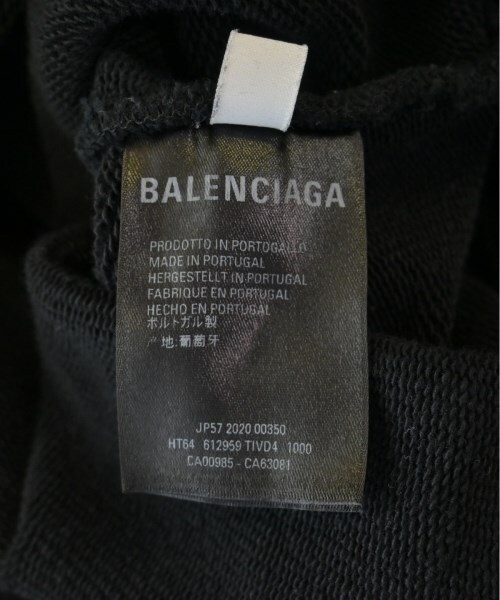 BALENCIAGA
PRODOTTO IN PORTOGALLO
MADE IN PORTUGAL
HERGESTELLT IN PORTUGAL
FABRIQUE EN PORTUGAL
HECHO EN PORTUGAL
ポルトガル製
产地:葡萄牙
JP57 2020 00350
HT64 612959 TIVD4 1000
CA00985 - CA63081